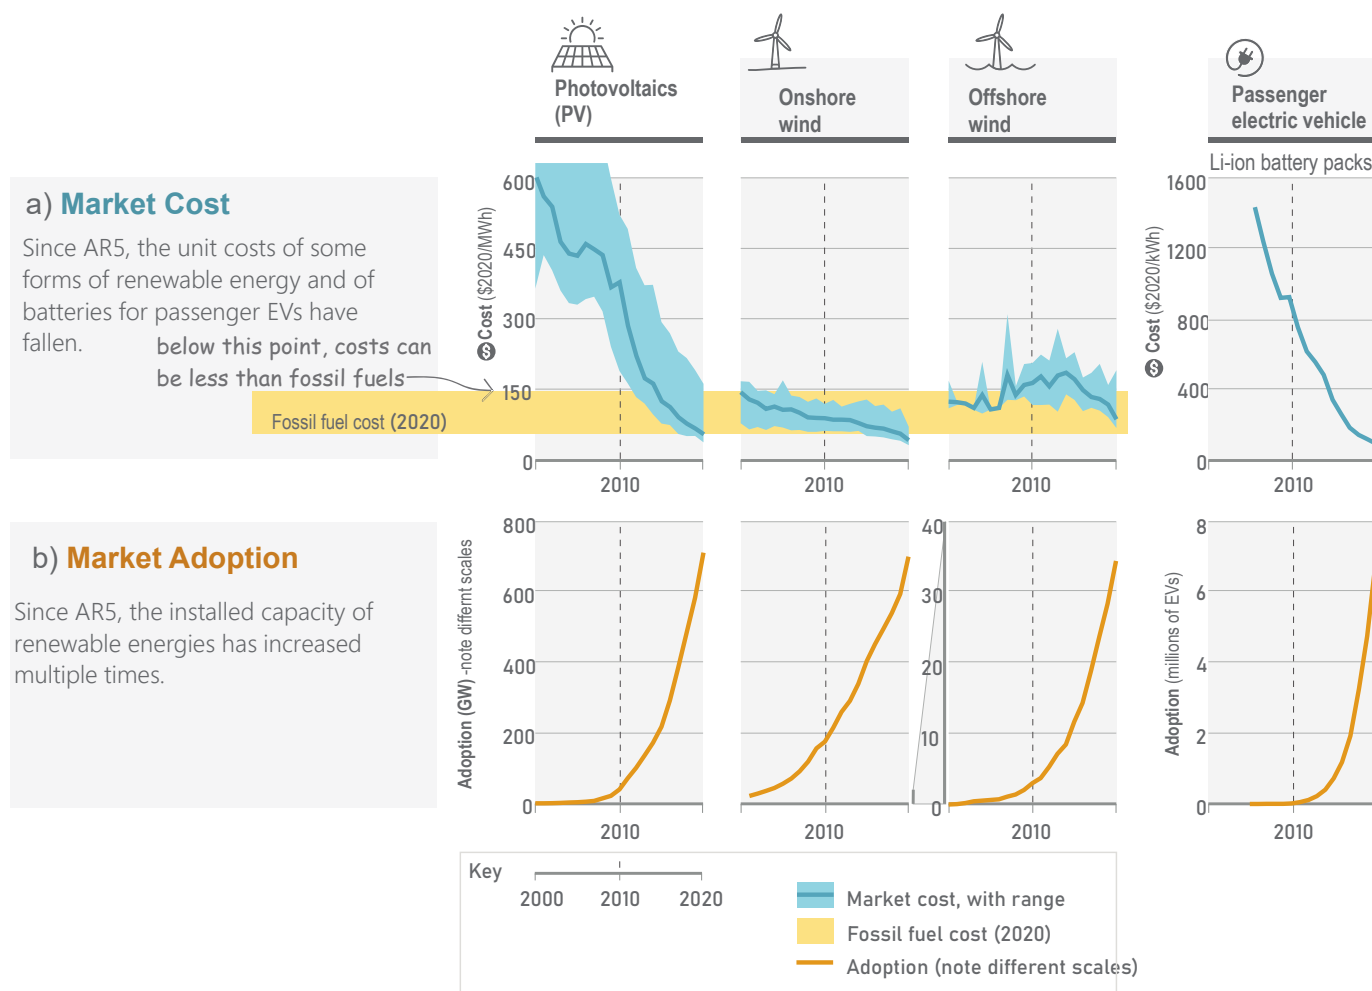 Photovoltaics
(PV)
Onshore
wind
Offshore
wind
Passenger
electric vehicle
Li-ion battery packs
a) Market Cost
Since AR5, the unit costs of some
forms of renewable energy and of
batteries for passenger EVs have
fallen.
below this point, costs can
be less than fossil fuels
Fossil fuel cost (2020)
Cost ($2020/MWh)
600
450
300
150
0
2010
2010
2010
Cost ($2020/kWh)
1600
1200
800
400
0
2010
b) Market Adoption
Since AR5, the installed capacity of
renewable energies has increased
multiple times.
Adoption (GW) -note differnt scales
800
600
400
200
0
2010
2010
40
30
20
10
0
2010
Adoption (millions of EVs)
8
6
4
2
0
2010
Key
2000 2010 2020
Market cost, with range
Fossil fuel cost (2020)
Adoption (note different scales)